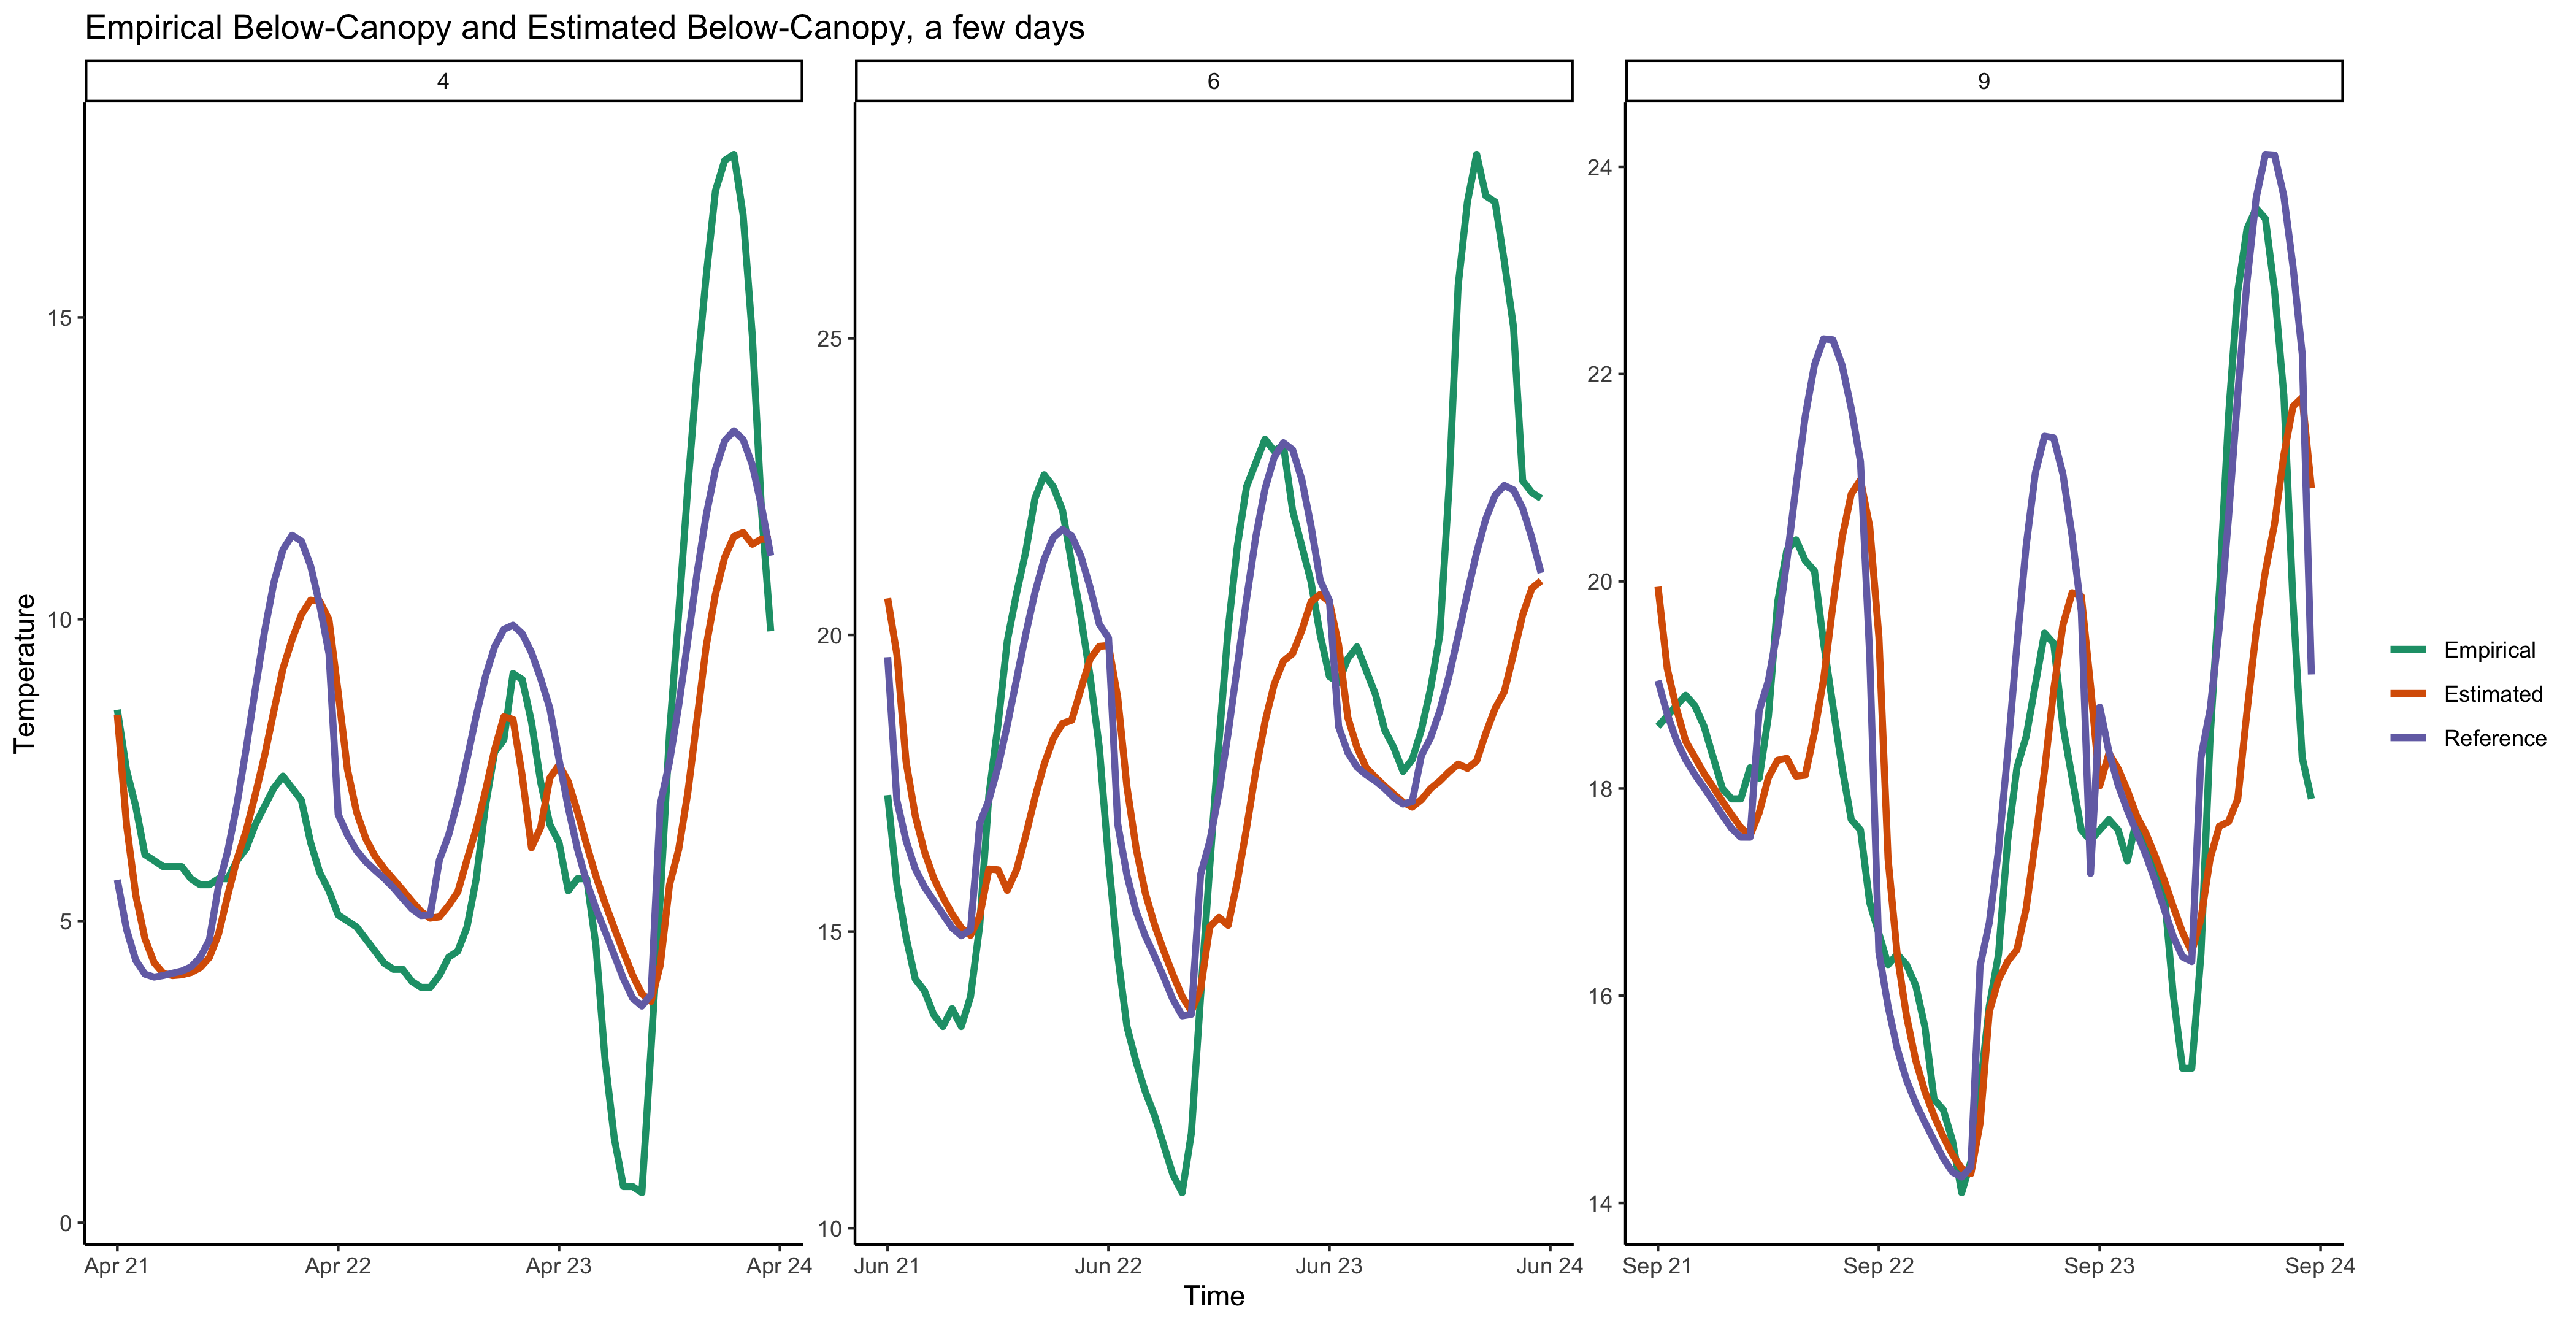 Empirical Below-Canopy and Estimated Below-Canopy, a few days
4
6
9
Temperature
15
10
5
0
25
20
15
10
24
22
20
18
16
14
Apr 21
Apr 22
Apr 23
Apr 24
Jun 21
Jun 22
Jun 23
Jun 24
Sep 21
Sep 22
Sep 23
Sep 24
Time
Empirical
Estimated
Reference